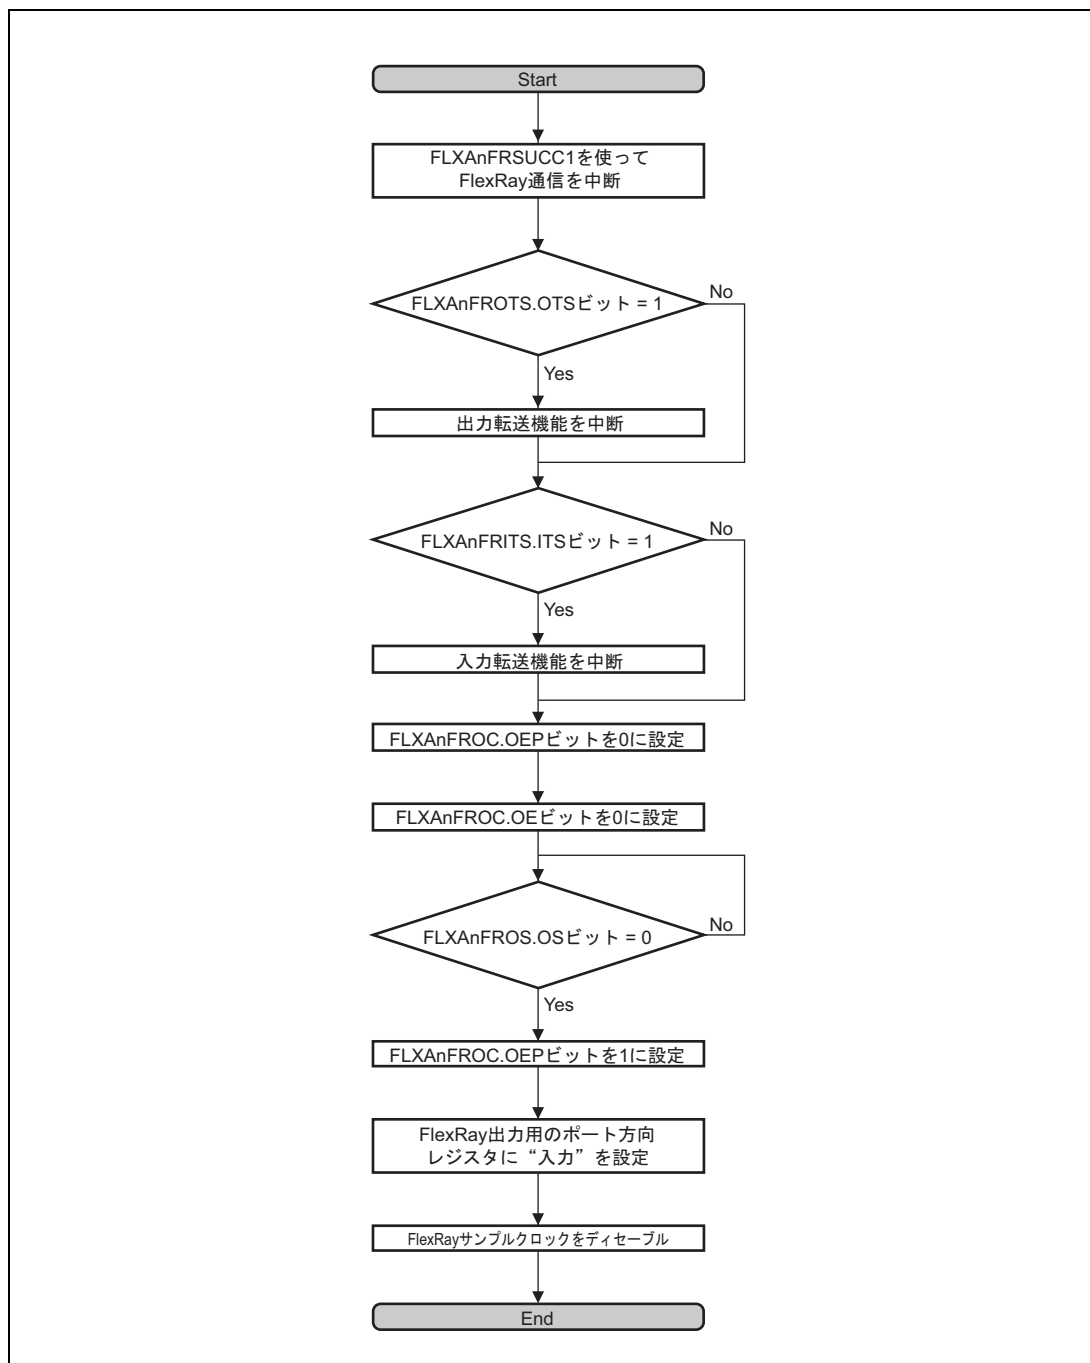 Start
FLXAnFRSUCC1を使って
FlexRay通信を中断
FLXAnFROTS.OTSビット = 1
No
Yes
出力転送機能を中断
FLXAnFRITS.ITSビット = 1
No
Yes
入力転送機能を中断
FLXAnFROC.OEPビットを0に設定
FLXAnFROC.OEビットを0に設定
FLXAnFROS.OSビット = 0
No
Yes
FLXAnFROC.OEPビットを1に設定
FlexRay出力用のポート方向
レジスタに“入力”を設定
FlexRayサンプルクロックをディセーブル
End